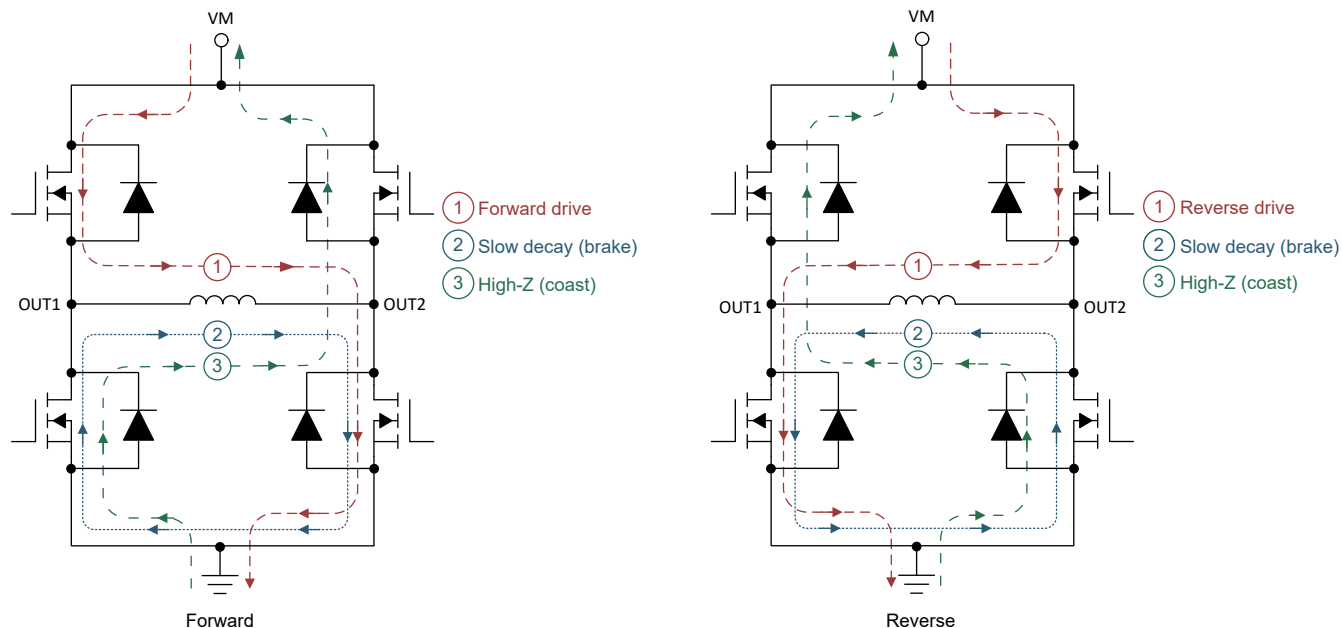 VM
1 Forward drive
2 Slow decay (brake)
3 High-Z (coast)
1
OUT1
OUT2
2
3
Forward
VM
1 Reverse drive
2 Slow decay (brake)
3 High-Z (coast)
1
OUT1
OUT2
2
3
Reverse